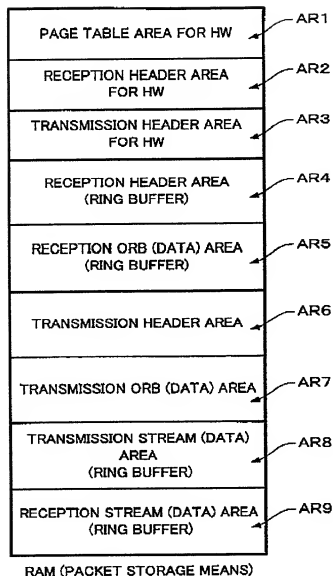 PAGE TABLE AREA FOR HW
AR1
RECEPTION HEADER AREA
FOR HW
AR2
TRANSMISSION HEADER AREA
FOR HW
AR3
RECEPTION HEADER AREA
(RING BUFFER)
AR4
RECEPTION ORB (DATA) AREA
(RING BUFFER)
AR5
TRANSMISSION HEADER AREA
AR6
TRANSMISSION ORB (DATA) AREA
AR7
TRANSMISSION STREAM (DATA)
AREA
(RING BUFFER)
AR8
RECEPTION STREAM (DATA) AREA
(RING BUFFER)
AR9
RAM (PACKET STORAGE MEANS)